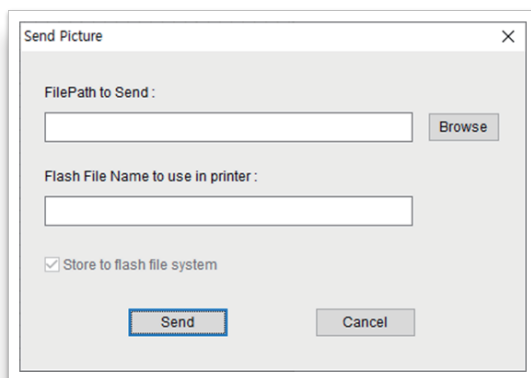 Send Picture
FilePath to Send :
Browse
Flash File Name to use in printer :
Store to flash file system
Send
Cancel